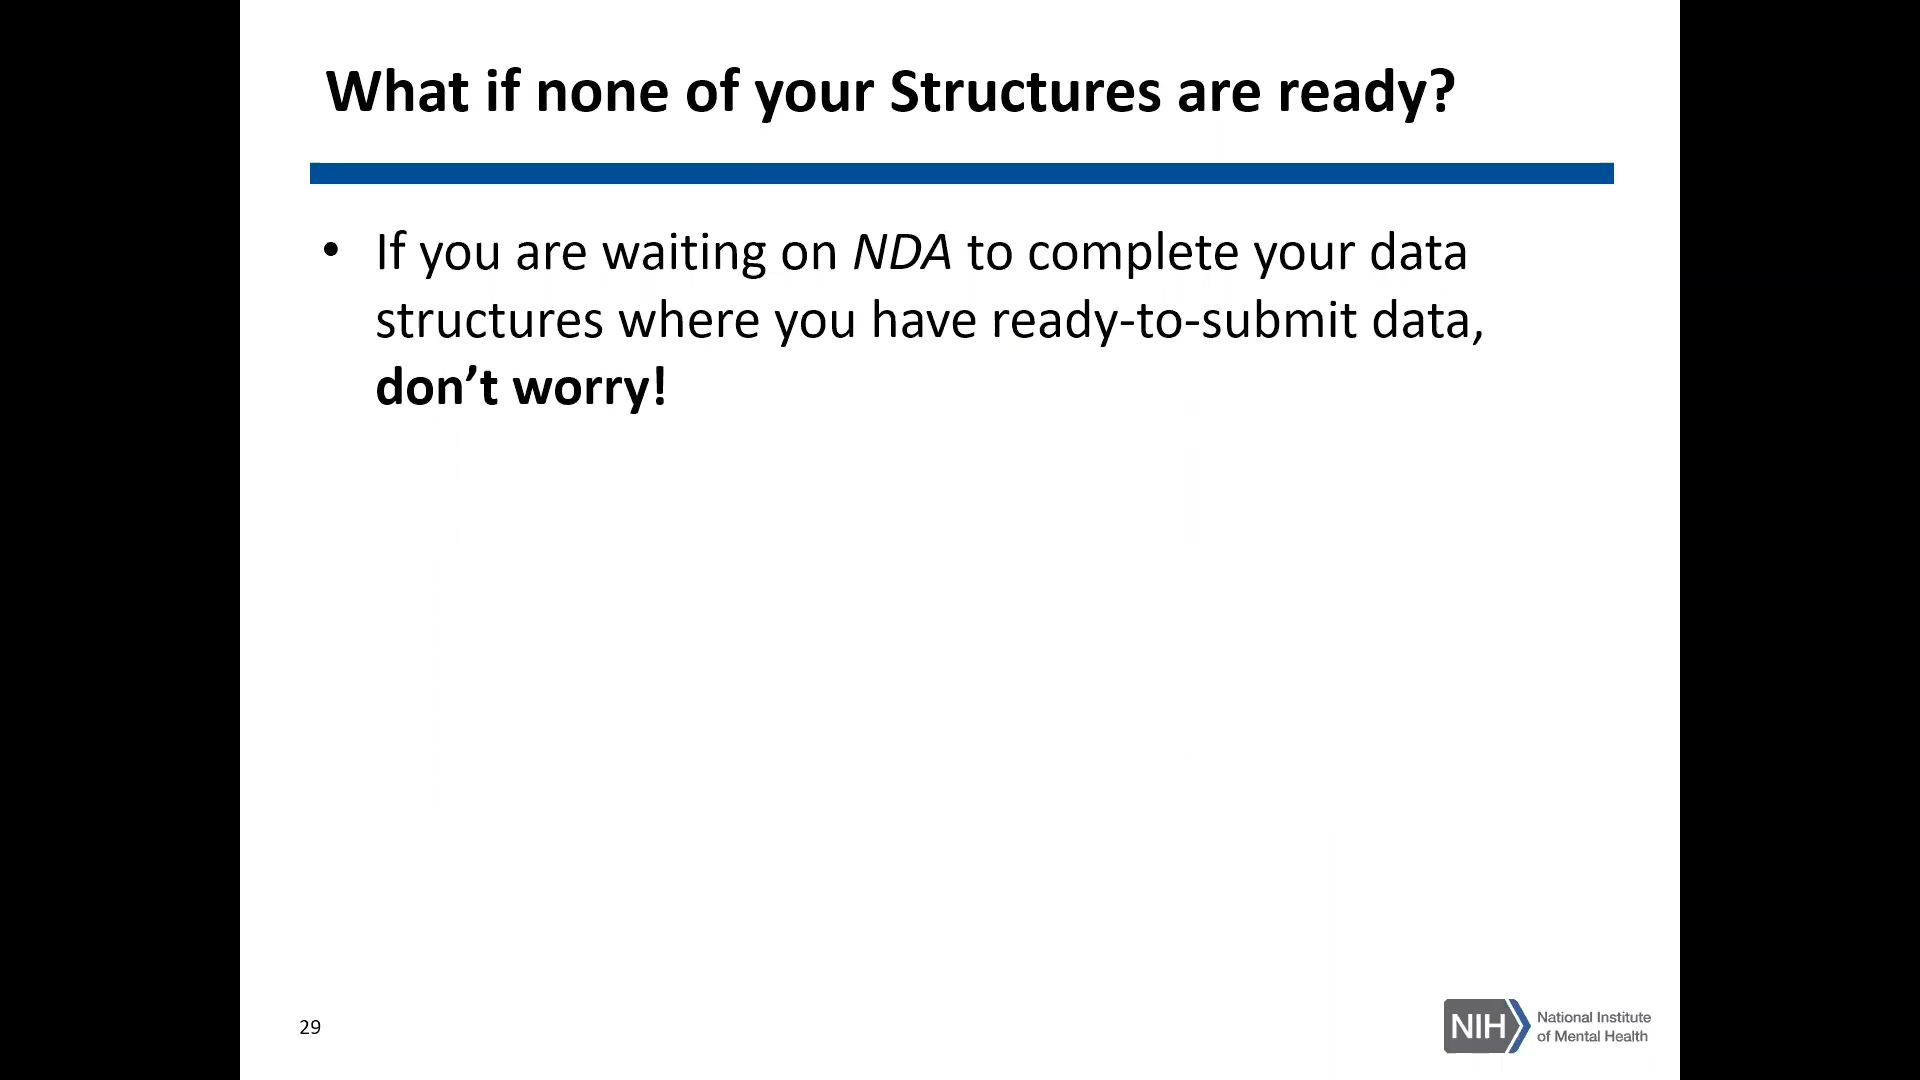 What if none of your Structures are ready?
• If you are waiting on NDA to complete your data
structures where you have ready-to-submit data,
don’t worry!
29
NIH
National Institute
of Mental Health